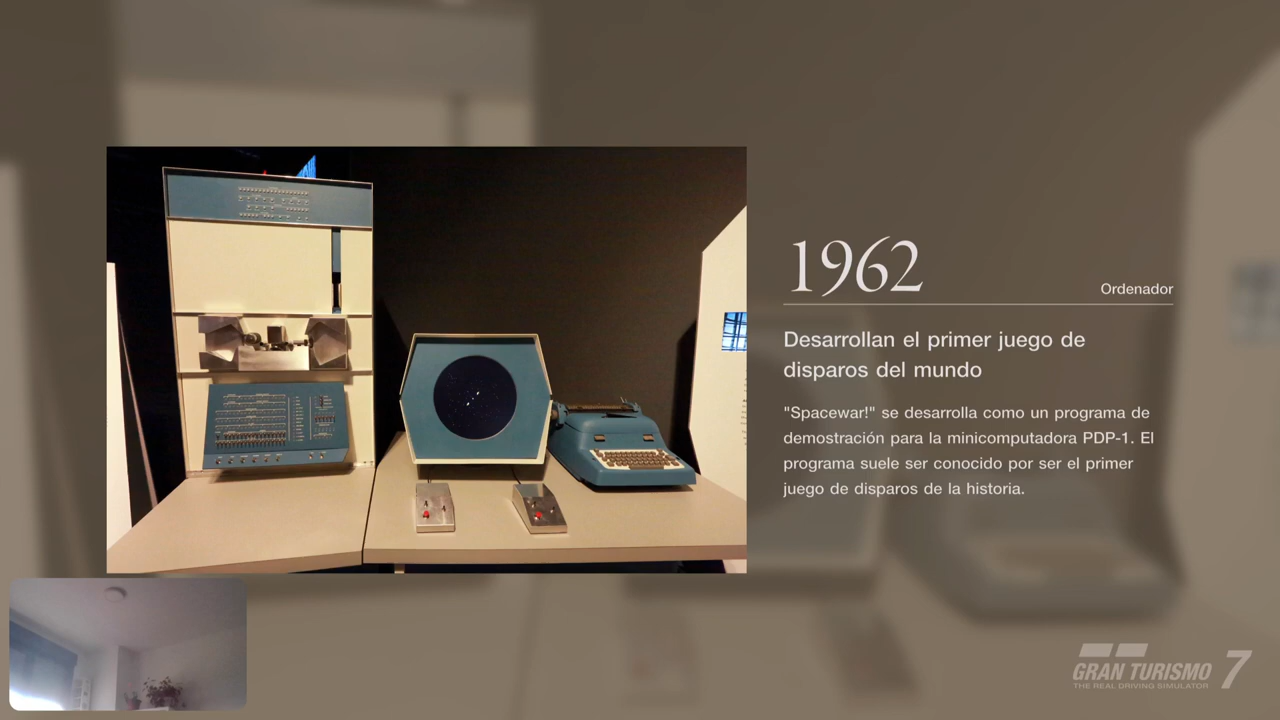 1962
Ordenador
Desarrollan el primer juego de
disparos del mundo
"Spacewar!" se desarrolla como un programa de
demostración para la minicomputadora PDP-1. El
programa suele ser conocido por ser el primer
juego de disparos de la historia.
GRAN TURISMO 7
THE REAL DRIVING SIMULATOR